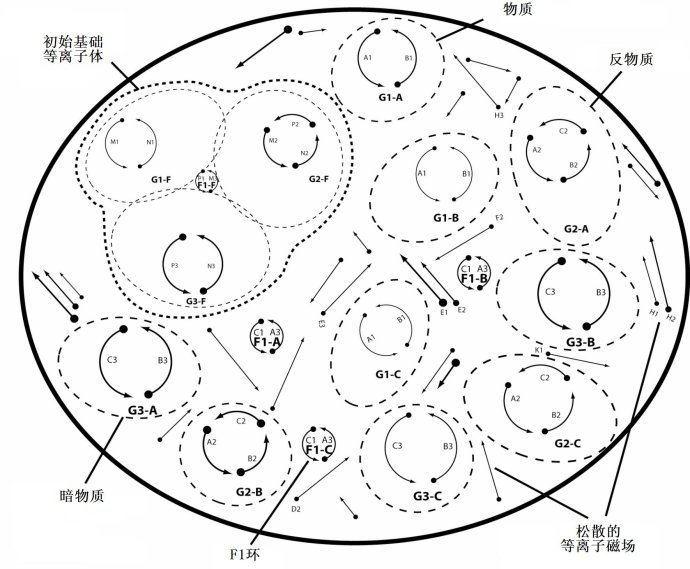 物质
初始基础
等离子体
反物质
A1
B1
G1-A
H3
M1
N1
G1-F
P2
M2
N2
G2-F
P1
M3
F1-F
P3
N3
G3-F
A1
B1
G1-B
C2
A2
B2
G2-A
F2
C1
A3
F1-B
E1
E2
E3
C3
B3
G3-B
H1
H2
C1
A3
F1-A
A1
B1
G1-C
K1
C3
B3
G3-A
C2
A2
B2
G2-C
C2
A2
B2
G2-B
C1
A3
F1-C
C3
B3
G3-C
D2
暗物质
F1环
松散的
等离子磁场